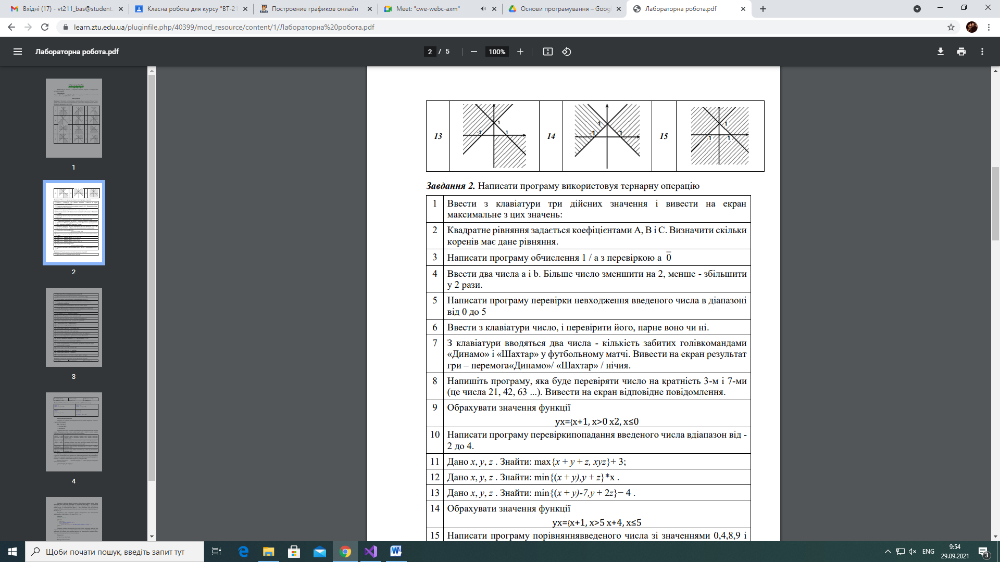 Вхідні (17) - vt211_bas@student.
Класна робота для курсу "ВТ-21
Построение графиков онлайн
Meet: "cwe-webc-axm"
Основи програмування – Goog
Лабораторна робота.pdf
learn.ztu.edu.ua/pluginfile.php/40399/mod_resource/content/1/Лабораторна%20робота.pdf
Лабораторна робота.pdf
2 / 5
100%
1
2
3
4
13
1
-1
1
14
1
-1
1
15
1
-1
1
Завдання 2. Написати програму використовуя тернарну операцію
1 Ввести з клавіатури три дійсних значення і вивести на екран
максимальне з цих значень:
2 Квадратне рівняння задається коефіцієнтами A, B і C. Визначити скільки
коренів має дане рівняння.
3 Написати програму обчислення 1 / а з перевіркою а 0̅
4 Ввести два числа a і b. Більше число зменшити на 2, менше - збільшити
у 2 рази.
5 Написати програму перевірки невходження введеного числа в діапазоні
від 0 до 5
6 Ввести з клавіатури число, і перевірити його, парне воно чи ні.
7 З клавіатури вводяться два числа - кількість забитих голівкомандами
«Динамо» і «Шахтар» у футбольному матчі. Вивести на екран результат
гри – перемога«Динамо»/ «Шахтар» / нічия.
8 Напишіть програму, яка буде перевіряти число на кратність 3-м і 7-ми
(це числа 21, 42, 63 ...). Вивести на екран відповідне повідомлення.
9 Обрахувати значення функції
yx={x+1, x>0 x2, x≤0
10 Написати програму перевіркипопадання введеного числа вдіапазон від -
2 до 4.
11 Дано x, y, z . Знайти: max{x + y + z, xyz}+ 3;
12 Дано x, y, z . Знайти: min{(x + y),y + z}*x .
13 Дано x, y, z . Знайти: min{(x + y)-7,y + 2z}− 4 .
14 Обрахувати значення функції
yx={x+1, x>5 x+4, x≤5
15 Написати програму порівняннявведеного числа зі значеннями 0,4,8,9 і
Щоби почати пошук, введіть запит тут
ENG
9:54
29.09.2021
3